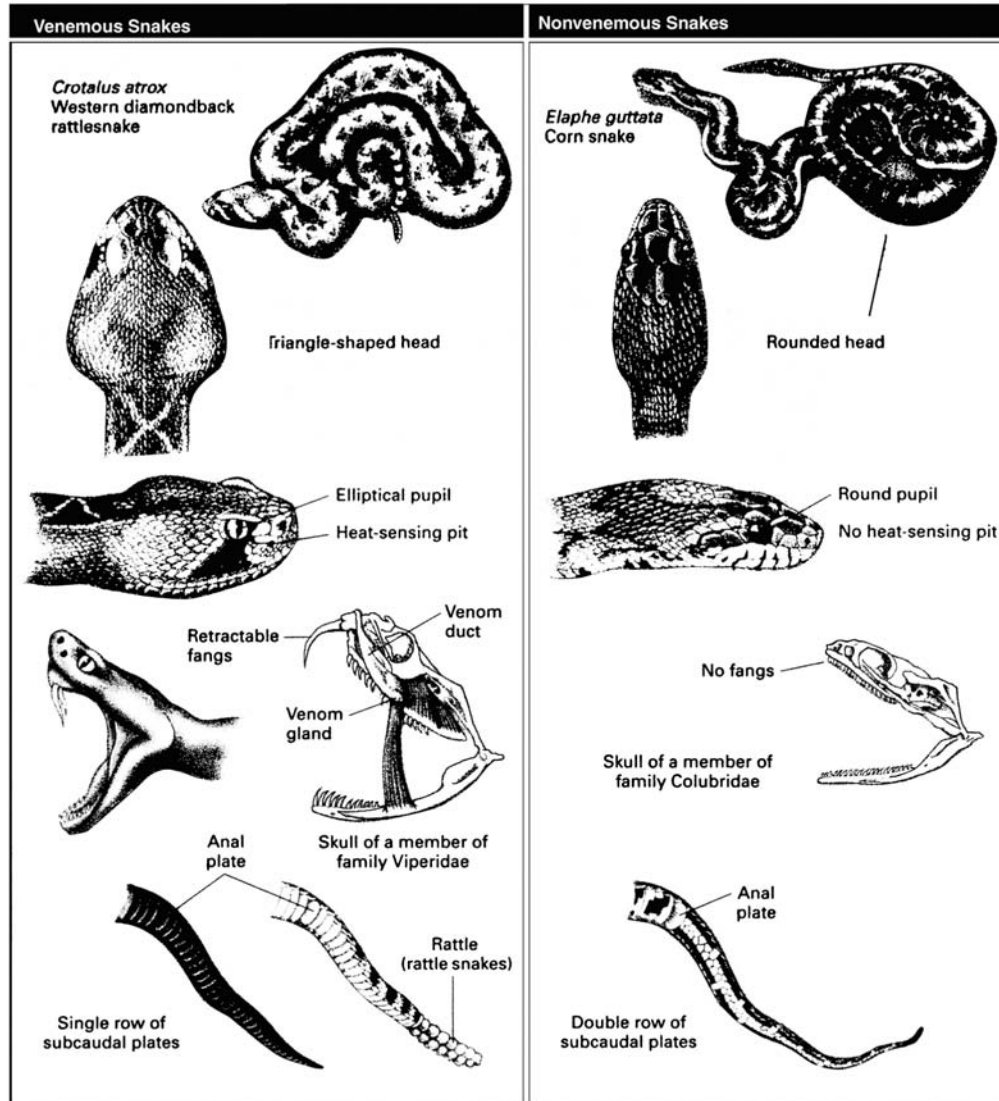 Venemous Snakes
Crotalus atrox
Western diamondback
rattlesnake
Triangle-shaped head
Elliptical pupil
Heat-sensing pit
Retractable
fangs
Venom
duct
Venom
gland
Skull of a member of
family Viperidae
Anal
plate
Rattle
(rattle snakes)
Single row of
subcaudal plates
Nonvenemous Snakes
Elaphe guttata
Corn snake
Rounded head
Round pupil
No heat-sensing pit
No fangs
Skull of a member of
family Colubridae
Anal
plate
Double row of
subcaudal plates